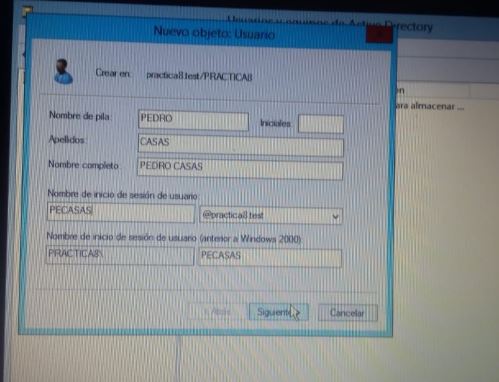 Usuarios y equipos de Active Directory
Nuevo objeto: Usuario
Crear en: practica8.test/PRACTICA8
Nombre de pila: PEDRO Iniciales:
Apellidos: CASAS
Nombre completo: PEDRO CASAS
Nombre de inicio de sesión de usuario:
PECASAS @practica8.test
Nombre de inicio de sesión de usuario (anterior a Windows 2000):
PRACTICA8\ PECASAS
< Atrás Siguiente > Cancelar
ara almacenar ...